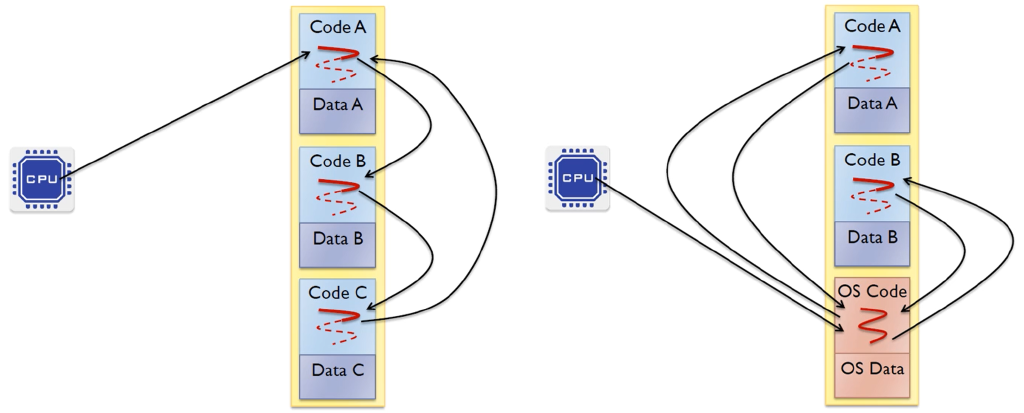 CPU
Code A
Data A
Code B
Data B
Code C
Data C
CPU
Code A
Data A
Code B
Data B
OS Code
OS Data